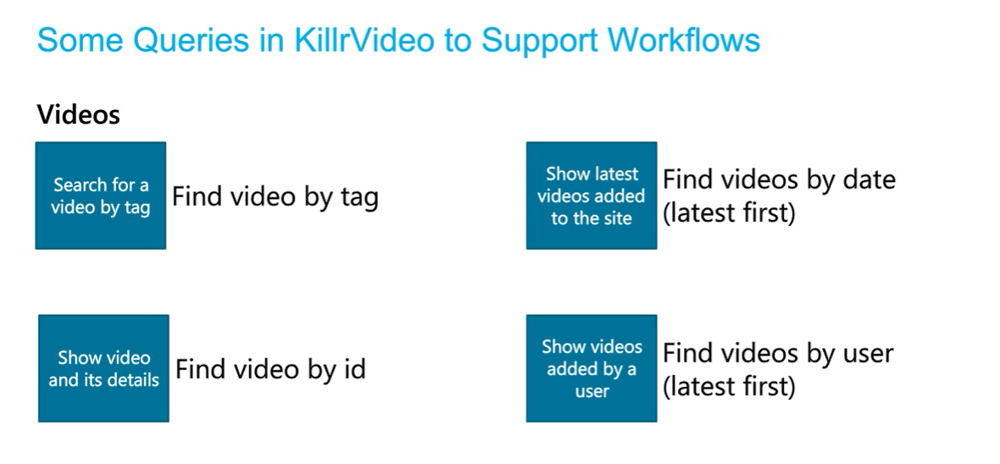 Some Queries in KillrVideo to Support Workflows
Videos
Search for a
video by tag
Find video by tag
Show latest
videos added
to the site
Find videos by date
(latest first)
Show video
and its details
Find video by id
Show videos
added by a
user
Find videos by user
(latest first)